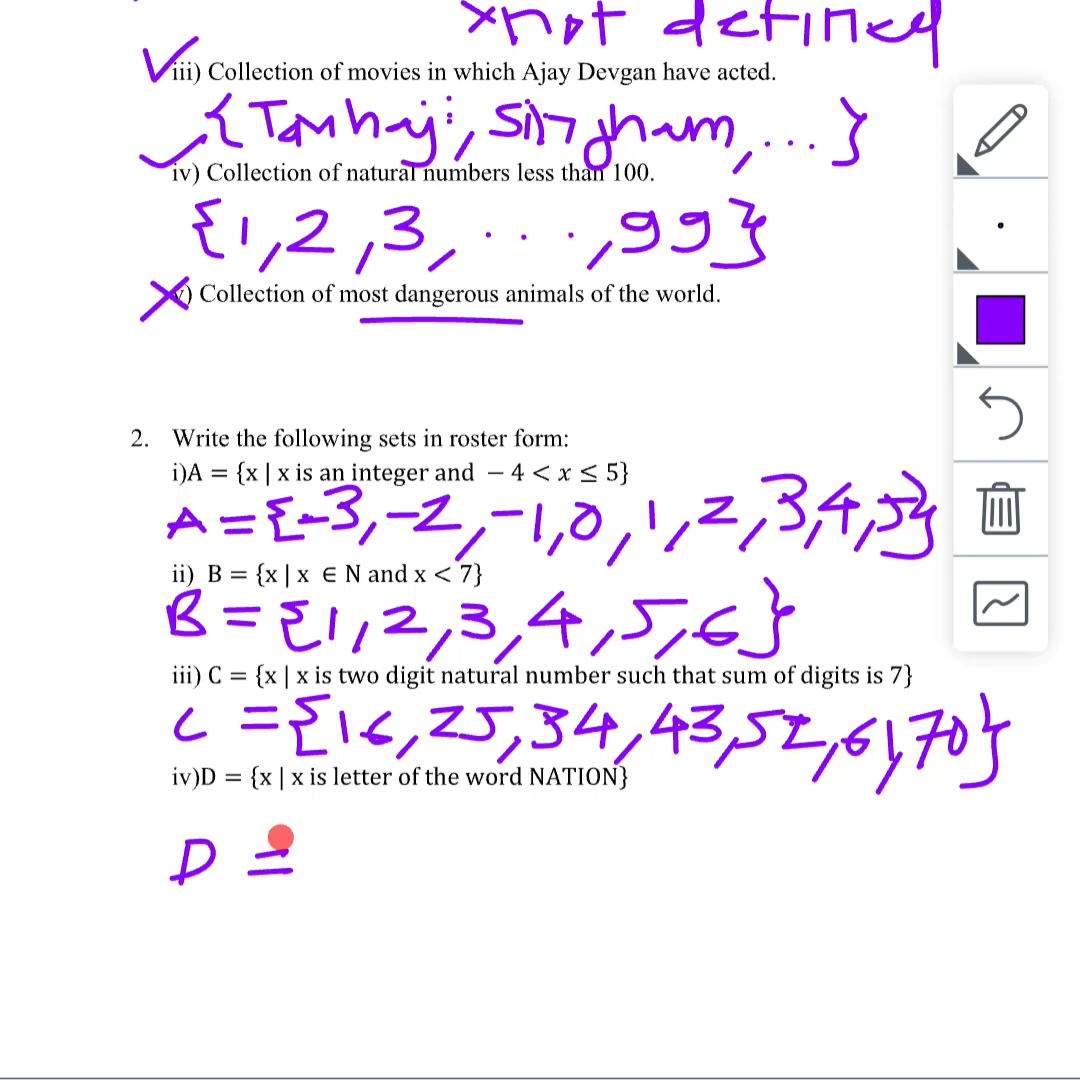 xnot defined
iii) Collection of movies in which Ajay Devgan have acted.
{Tanhaji, Singham, ...}
iv) Collection of natural numbers less than 100.
{1,2,3, ...,99}
v) Collection of most dangerous animals of the world.
2. Write the following sets in roster form:
i)A = {x | x is an integer and − 4 < x ≤ 5}
A={-3,-2,-1,0,1,2,3,4,5}
ii) B = {x | x ∈ N and x < 7}
B={1,2,3,4,5,6}
iii) C = {x | x is two digit natural number such that sum of digits is 7}
C={16,25,34,43,52,61,70}
iv)D = {x | x is letter of the word NATION}
D =